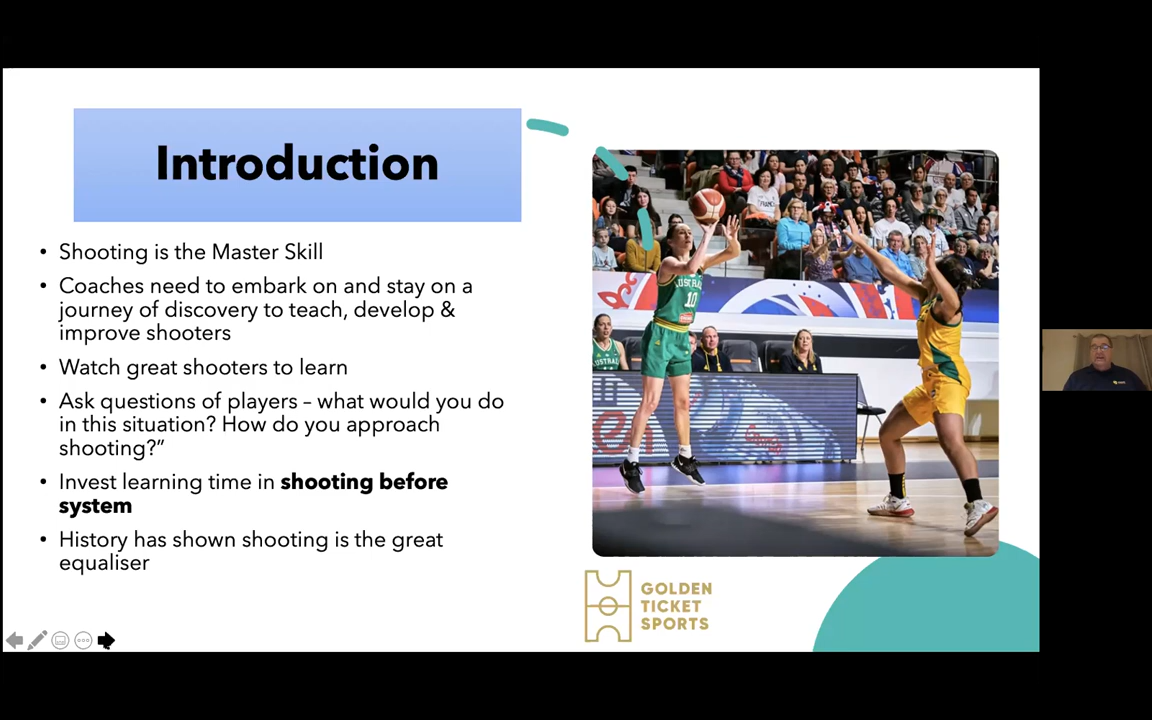 Introduction
• Shooting is the Master Skill
• Coaches need to embark on and stay on a
journey of discovery to teach, develop &
improve shooters
• Watch great shooters to learn
• Ask questions of players – what would you do
in this situation? How do you approach
shooting?”
• Invest learning time in shooting before
system
• History has shown shooting is the great
equaliser
10
GOLDEN
TICKET
SPORTS